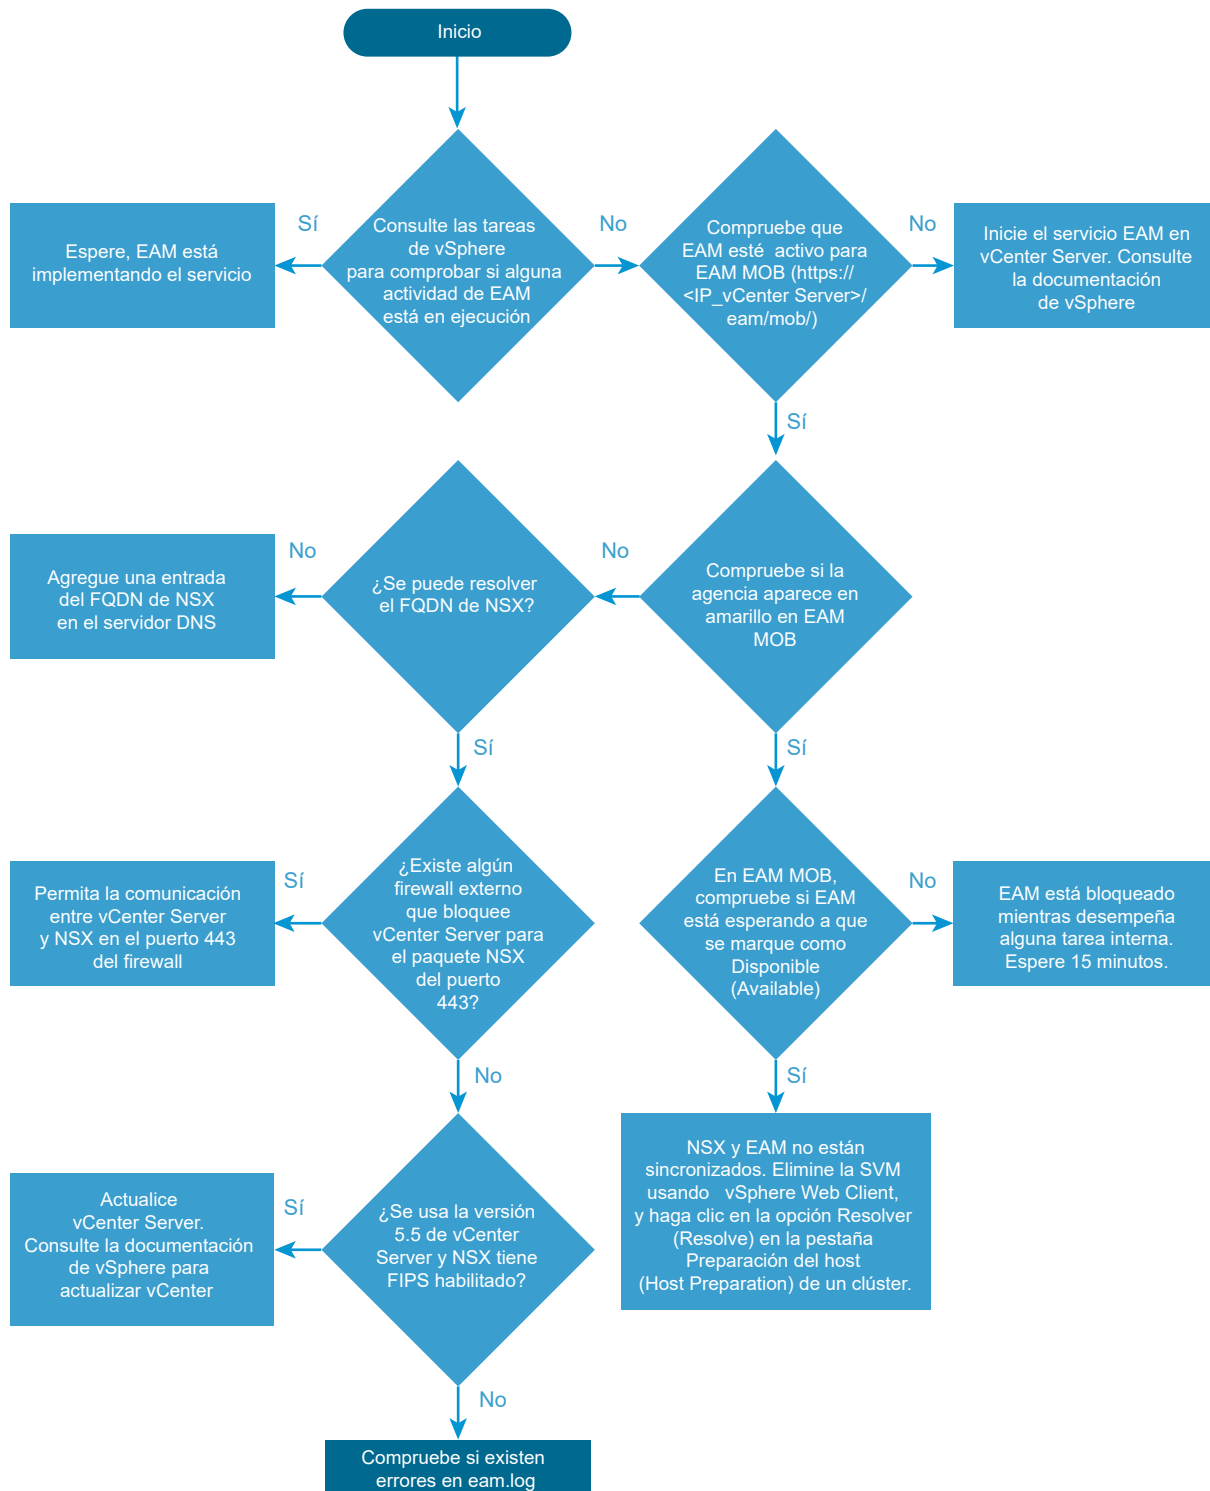 Inicio
Consulte las tareas
de vSphere
para comprobar si alguna
actividad de EAM
está en ejecución
Sí
Espere, EAM está
implementando el servicio
No
Compruebe que
EAM esté activo para
EAM MOB (https://
<IP_vCenter Server>/
eam/mob/)
No
Inicie el servicio EAM en
vCenter Server. Consulte
la documentación
de vSphere
Sí
Compruebe si la
agencia aparece en
amarillo en EAM
MOB
No
¿Se puede resolver
el FQDN de NSX?
No
Agregue una entrada
del FQDN de NSX
en el servidor DNS
Sí
Sí
¿Existe algún
firewall externo
que bloquee
vCenter Server para
el paquete NSX
del puerto
443?
Sí
Permita la comunicación
entre vCenter Server
y NSX en el puerto 443
del firewall
En EAM MOB,
compruebe si EAM
está esperando a que
se marque como
Disponible
(Available)
No
EAM está bloqueado
mientras desempeña
alguna tarea interna.
Espere 15 minutos.
No
Sí
NSX y EAM no están
sincronizados. Elimine la SVM
usando vSphere Web Client,
y haga clic en la opción Resolver
(Resolve) en la pestaña
Preparación del host
(Host Preparation) de un clúster.
¿Se usa la versión
5.5 de vCenter
Server y NSX tiene
FIPS habilitado?
Sí
Actualice
vCenter Server.
Consulte la documentación
de vSphere para
actualizar vCenter
No
Compruebe si existen
errores en eam.log